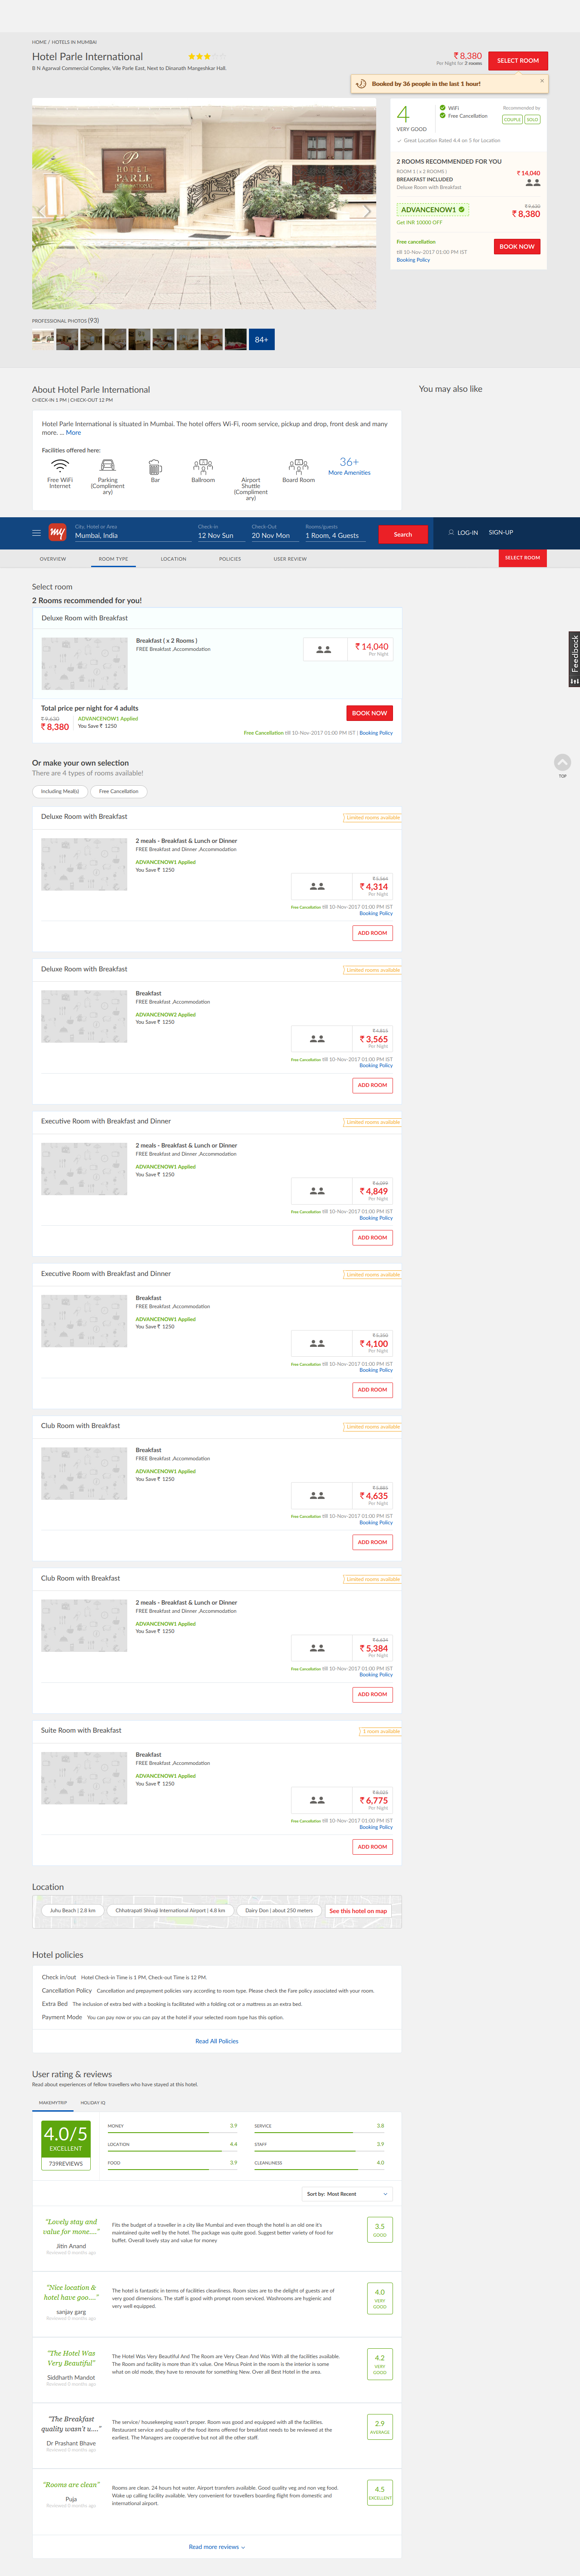 HOME / HOTELS IN MUMBAI
Hotel Parle International
B-N Agarwal Commercial Complex, Vile Parle East, Next to Dinanath Mangeshkar Hall.
₹ 8,380
Per Night for 2 rooms
SELECT ROOM
Booked by 36 people in the last 1 hour!
P
HOTEL
PARLE
INTERNATIONAL
4
VERY GOOD
WiFi
Free Cancellation
Recommended by
COUPLE SOLO
Great Location Rated 4.4 on 5 for Location
2 ROOMS RECOMMENDED FOR YOU
ROOM 1 ( x 2 ROOMS )
BREAKFAST INCLUDED
Deluxe Room with Breakfast
₹ 14,040
ADVANCENOW1
Get INR 10000 OFF
₹ 9,630
₹ 8,380
Free cancellation
till 10-Nov-2017 01:00 PM IST
Booking Policy
BOOK NOW
PROFESSIONAL PHOTOS (93)
84+
About Hotel Parle International
CHECK-IN 1 PM | CHECK-OUT 12 PM
You may also like
Hotel Parle International is situated in Mumbai. The hotel offers Wi-Fi, room service, pickup and drop, front desk and many
more. ... More
Facilities offered here:
Free WiFi
Internet
Parking
(Compliment
ary)
Bar
Ballroom
Airport
Shuttle
(Compliment
ary)
Board Room
36+
More Amenities
my
City, Hotel or Area
Mumbai, India
Check-in
12 Nov Sun
Check-Out
20 Nov Mon
Rooms/guests
1 Room, 4 Guests
Search
LOG-IN
SIGN-UP
OVERVIEW
ROOM TYPE
LOCATION
POLICIES
USER REVIEW
SELECT ROOM
Feedback
Select room
2 Rooms recommended for you!
Deluxe Room with Breakfast
Breakfast ( x 2 Rooms )
FREE Breakfast ,Accommodation
₹ 14,040
Per Night
Total price per night for 4 adults
₹ 9,630
₹ 8,380
ADVANCENOW1 Applied
You Save ₹ 1250
BOOK NOW
Free Cancellation till 10-Nov-2017 01:00 PM IST | Booking Policy
TOP
Or make your own selection
There are 4 types of rooms available!
Including Meal(s)
Free Cancellation
Deluxe Room with Breakfast
Limited rooms available
2 meals - Breakfast & Lunch or Dinner
FREE Breakfast and Dinner ,Accommodation
ADVANCENOW1 Applied
You Save ₹ 1250
₹ 5,564
₹ 4,314
Per Night
Free Cancellation till 10-Nov-2017 01:00 PM IST
Booking Policy
ADD ROOM
Deluxe Room with Breakfast
Limited rooms available
Breakfast
FREE Breakfast ,Accommodation
ADVANCENOW2 Applied
You Save ₹ 1250
₹ 4,815
₹ 3,565
Per Night
Free Cancellation till 10-Nov-2017 01:00 PM IST
Booking Policy
ADD ROOM
Executive Room with Breakfast and Dinner
Limited rooms available
2 meals - Breakfast & Lunch or Dinner
FREE Breakfast and Dinner ,Accommodation
ADVANCENOW1 Applied
You Save ₹ 1250
₹ 6,099
₹ 4,849
Per Night
Free Cancellation till 10-Nov-2017 01:00 PM IST
Booking Policy
ADD ROOM
Executive Room with Breakfast and Dinner
Limited rooms available
Breakfast
FREE Breakfast ,Accommodation
ADVANCENOW1 Applied
You Save ₹ 1250
₹ 5,350
₹ 4,100
Per Night
Free Cancellation till 10-Nov-2017 01:00 PM IST
Booking Policy
ADD ROOM
Club Room with Breakfast
Limited rooms available
Breakfast
FREE Breakfast ,Accommodation
ADVANCENOW1 Applied
You Save ₹ 1250
₹ 5,885
₹ 4,635
Per Night
Free Cancellation till 10-Nov-2017 01:00 PM IST
Booking Policy
ADD ROOM
Club Room with Breakfast
Limited rooms available
2 meals - Breakfast & Lunch or Dinner
FREE Breakfast and Dinner ,Accommodation
ADVANCENOW1 Applied
You Save ₹ 1250
₹ 6,634
₹ 5,384
Per Night
Free Cancellation till 10-Nov-2017 01:00 PM IST
Booking Policy
ADD ROOM
Suite Room with Breakfast
1 room available
Breakfast
FREE Breakfast ,Accommodation
ADVANCENOW1 Applied
You Save ₹ 1250
₹ 8,025
₹ 6,775
Per Night
Free Cancellation till 10-Nov-2017 01:00 PM IST
Booking Policy
ADD ROOM
Location
Juhu Beach | 2.8 km
Chhatrapati Shivaji International Airport | 4.8 km
Dairy Don | about 250 meters
See this hotel on map
Hotel policies
Check in/out Hotel Check-in Time is 1 PM, Check-out Time is 12 PM.
Cancellation Policy Cancellation and prepayment policies vary according to room type. Please check the Fare policy associated with your room.
Extra Bed The inclusion of extra bed with a booking is facilitated with a folding cot or a mattress as an extra bed.
Payment Mode You can pay now or you can pay at the hotel if your selected room type has this option.
Read All Policies
User rating & reviews
Read about experiences of fellow travellers who have stayed at this hotel.
MAKEMYTRIP
HOLIDAY IQ
4.0/5
EXCELLENT
739REVIEWS
MONEY 3.9
SERVICE 3.8
LOCATION 4.4
STAFF 3.9
FOOD 3.9
CLEANLINESS 4.0
Sort by: Most Recent
"Lovely stay and
value for mone...."
Jitin Anand
Reviewed 0 months ago
Fits the budget of a traveller in a city like Mumbai and even though the hotel is an old one it's
maintained quite well by the hotel. The package was quite good. Suggest better variety of food for
buffet. Overall lovely stay and value for money
3.5
GOOD
"Nice location &
hotel have goo...."
sanjay garg
Reviewed 0 months ago
The hotel is fantastic in terms of facilities cleanliness. Room sizes are to the delight of guests are of
very good dimensions. The staff is good with prompt room serviced. Washrooms are hygienic and
very well equipped.
4.0
VERY
GOOD
"The Hotel Was
Very Beautiful"
Siddharth Mandot
Reviewed 0 months ago
The Hotel Was Very Beautiful And The Room are Very Clean And Was With all the facilities available.
The Room and facility is more than it's value. One Minus Point in the room is the interior is some
what on old mode, they have to renovate for something New. Over all Best Hotel in the area.
4.2
VERY
GOOD
"The Breakfast
quality wasn't u...."
Dr Prashant Bhave
Reviewed 0 months ago
The service/ housekeeping wasn't proper. Room was good and equipped with all the facilities.
Restaurant service and quality of the food items offered for breakfast needs to be reviewed at the
earliest. The Managers are cooperative but not all the other staff.
2.9
AVERAGE
"Rooms are clean"
Puja
Reviewed 0 months ago
Rooms are clean. 24 hours hot water. Airport transfers available. Good quality veg and non veg food.
Wake up calling facility available. Very convenient for travellers boarding flight from domestic and
international airport.
4.5
EXCELLENT
Read more reviews